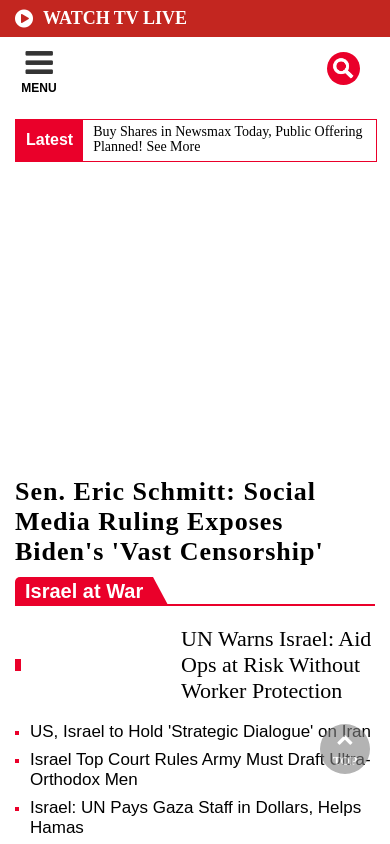 WATCH TV LIVE
MENU
Latest
Buy Shares in Newsmax Today, Public Offering
Planned! See More
Sen. Eric Schmitt: Social
Media Ruling Exposes
Biden's 'Vast Censorship'
Israel at War
UN Warns Israel: Aid
Ops at Risk Without
Worker Protection
US, Israel to Hold 'Strategic Dialogue' on Iran
Israel Top Court Rules Army Must Draft Ultra-
Orthodox Men
Israel: UN Pays Gaza Staff in Dollars, Helps
Hamas